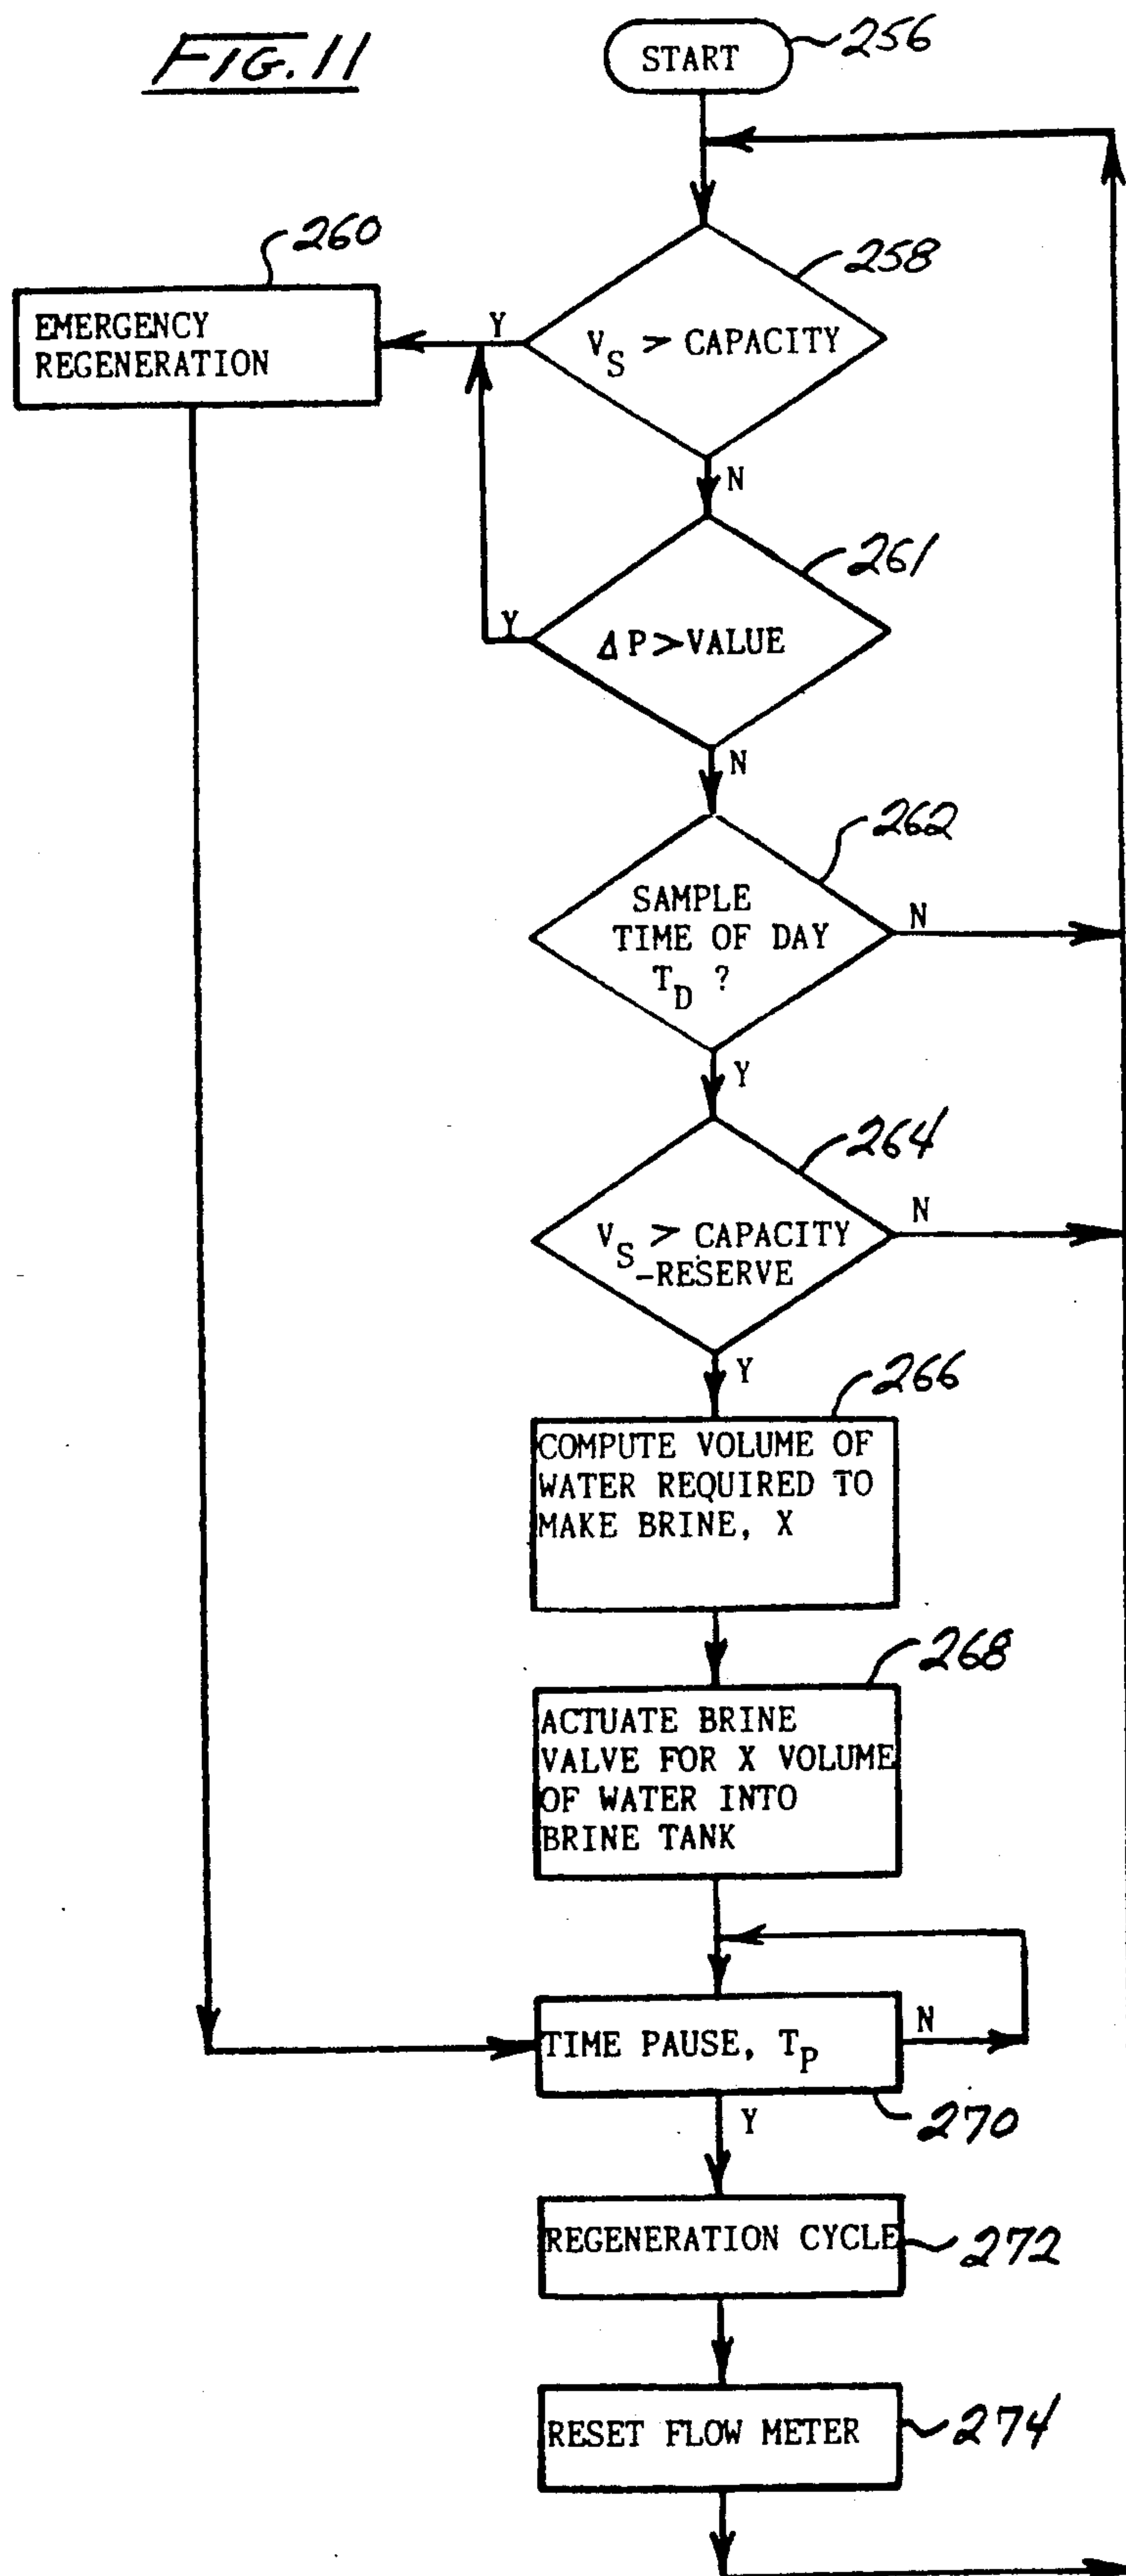 FIG. 11
START
256
260
258
EMERGENCY
REGENERATION
Y
V_S > CAPACITY
N
261
Y
ΔP>VALUE
N
262
SAMPLE
TIME OF DAY
T_D ?
N
Y
264
V_S > CAPACITY
-RESERVE
N
Y
266
COMPUTE VOLUME OF
WATER REQUIRED TO
MAKE BRINE, X
268
ACTUATE BRINE
VALVE FOR X VOLUME
OF WATER INTO
BRINE TANK
TIME PAUSE, T_P
N
270
Y
REGENERATION CYCLE
272
RESET FLOW METER
274